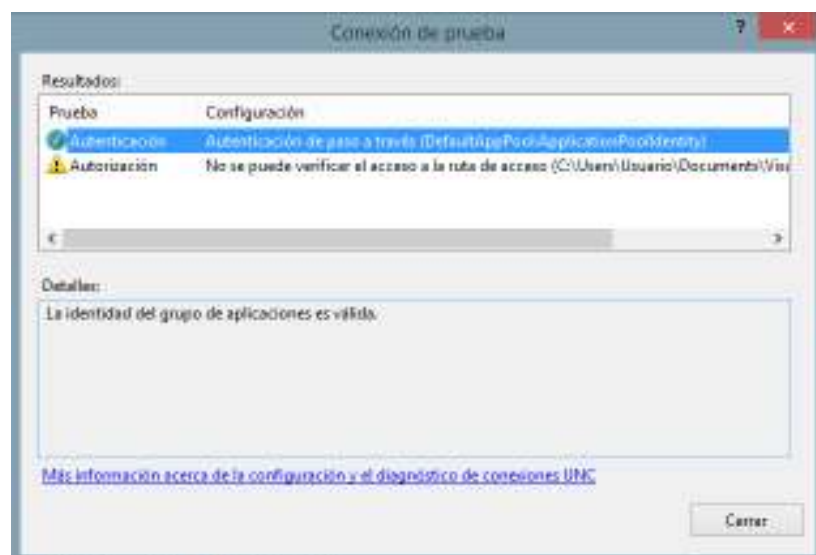 Conexión de prueba
?
Resultados:
Prueba Configuración
Autenticación Autenticación de paso a través (DefaultAppPool:ApplicationPoolIdentity)
Autorización No se puede verificar el acceso a la ruta de acceso (C:\Users\Usuario\Documents\Visu
Detalles:
La identidad del grupo de aplicaciones es válida.
Más información acerca de la configuración y el diagnóstico de conexiones UNC
Cerrar